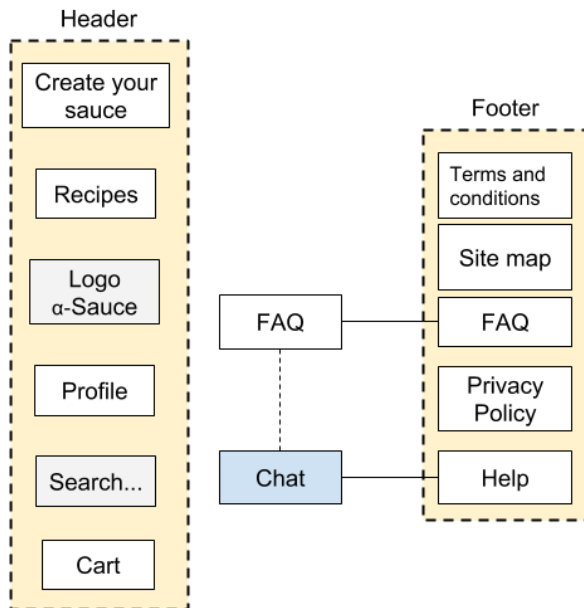 Header
Create your
sauce
Recipes
Logo
α-Sauce
Profile
Search...
Cart
FAQ
Chat
Footer
Terms and
conditions
Site map
FAQ
Privacy
Policy
Help